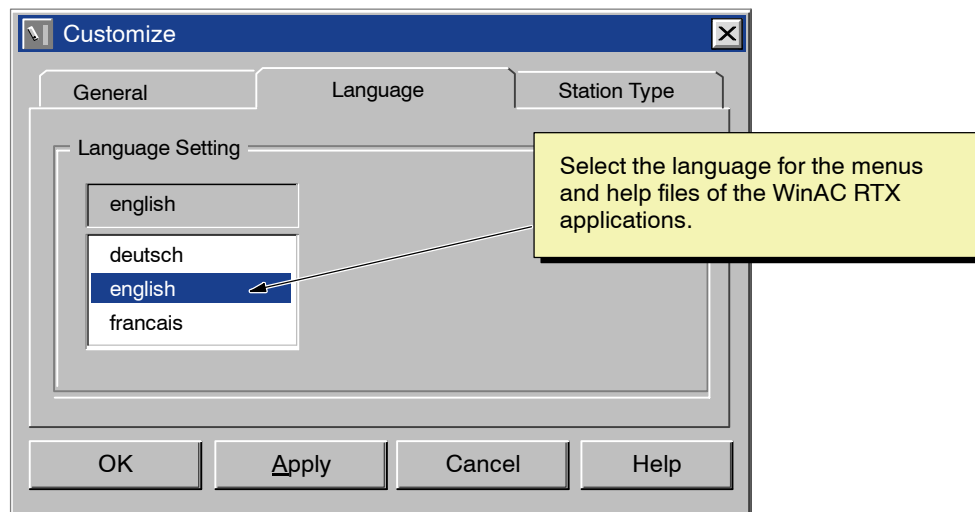 Customize
General
Language
Station Type
Language Setting
english
deutsch
english
francais
Select the language for the menus
and help files of the WinAC RTX
applications.
OK
Apply
Cancel
Help